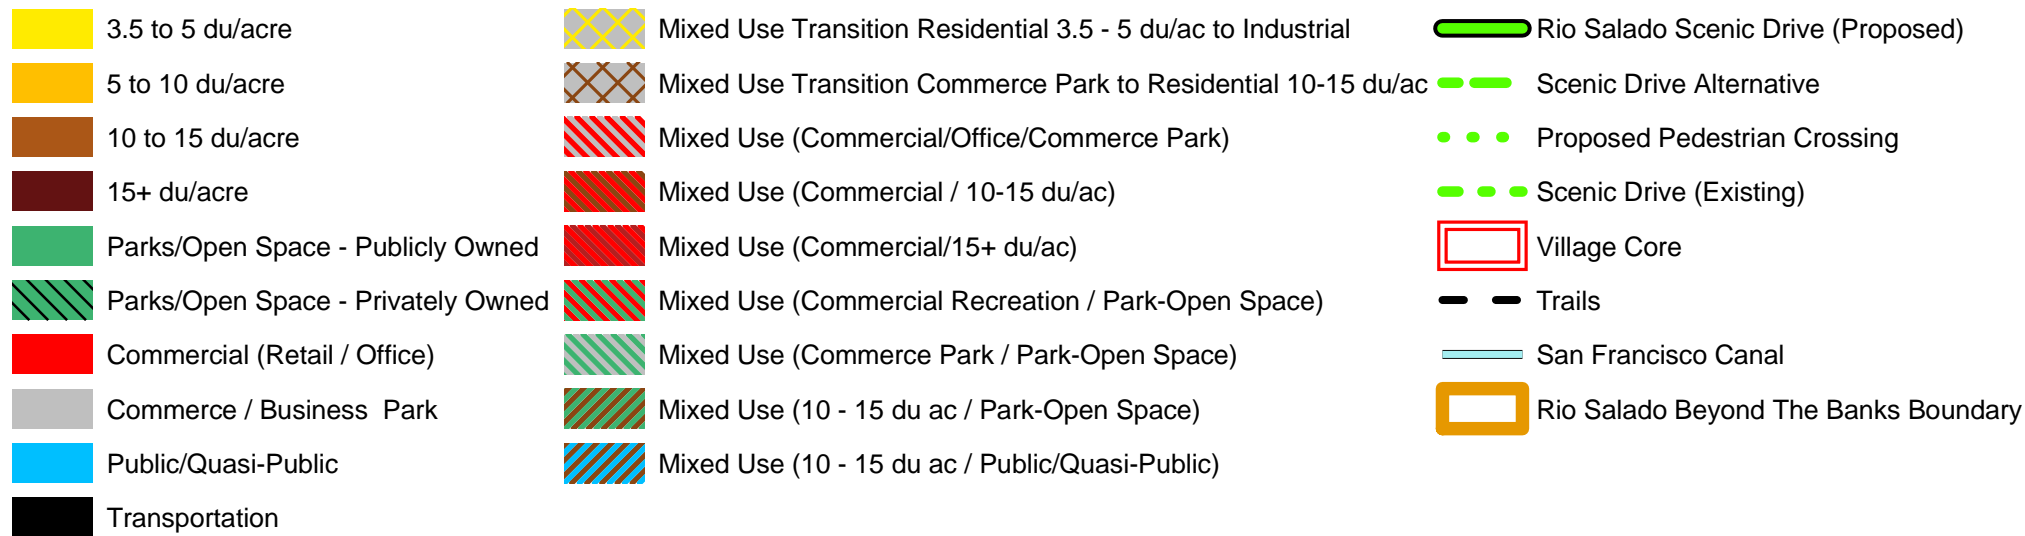 3.5 to 5 du/acre
5 to 10 du/acre
10 to 15 du/acre
15+ du/acre
Parks/Open Space - Publicly Owned
Parks/Open Space - Privately Owned
Commercial (Retail / Office)
Commerce / Business  Park
Public/Quasi-Public
Transportation
Mixed Use Transition Residential 3.5 - 5 du/ac to Industrial
Mixed Use Transition Commerce Park to Residential 10-15 du/ac
Mixed Use (Commercial/Office/Commerce Park)
Mixed Use (Commercial / 10-15 du/ac)
Mixed Use (Commercial/15+ du/ac)
Mixed Use (Commercial Recreation / Park-Open Space)
Mixed Use (Commerce Park / Park-Open Space)
Mixed Use (10 - 15 du ac / Park-Open Space)
Mixed Use (10 - 15 du ac / Public/Quasi-Public)
Rio Salado Scenic Drive (Proposed)
Scenic Drive Alternative
Proposed Pedestrian Crossing
Scenic Drive (Existing)
Village Core
Trails
San Francisco Canal
Rio Salado Beyond The Banks Boundary